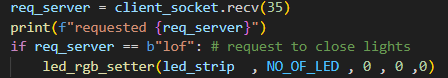 req_server = client_socket.recv(35)
print(f"requested {req_server}")
if req_server == b"lof": # request to close lights
    led_rgb_setter(led_strip  , NO_OF_LED , 0 , 0 ,0)